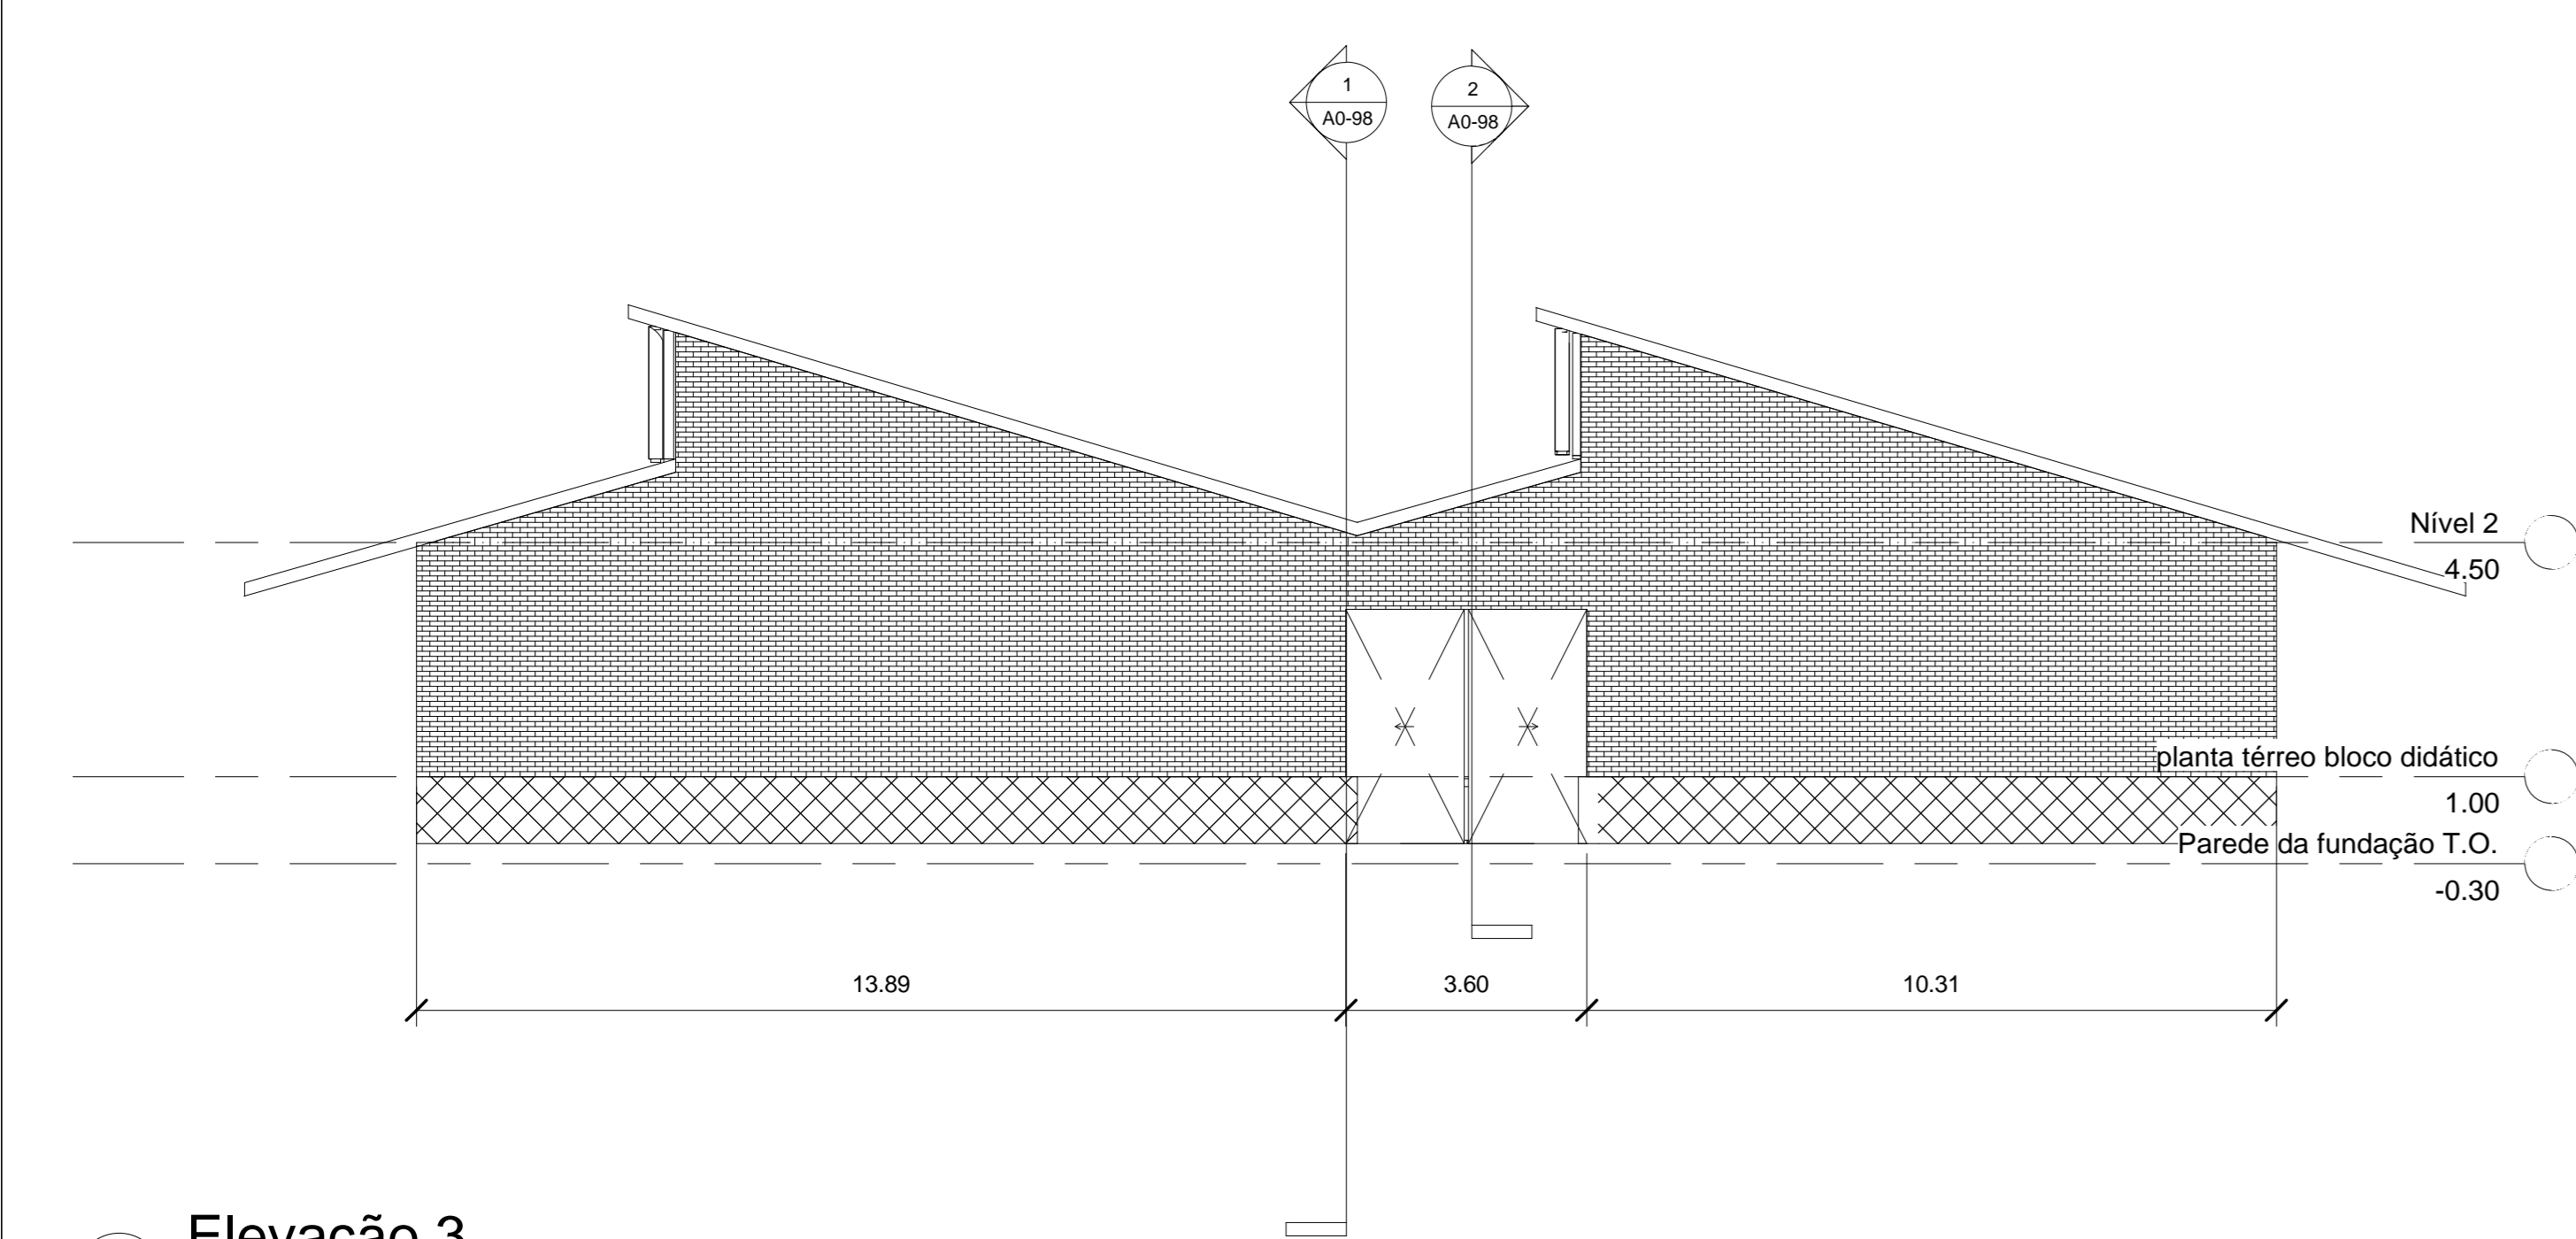 1
A0-98
2
A0-98
Nível 2
4.50
planta térreo bloco didático
1.00
Parede da fundação T.O.
-0.30
13.89
3.60
10.31
Elevação 3